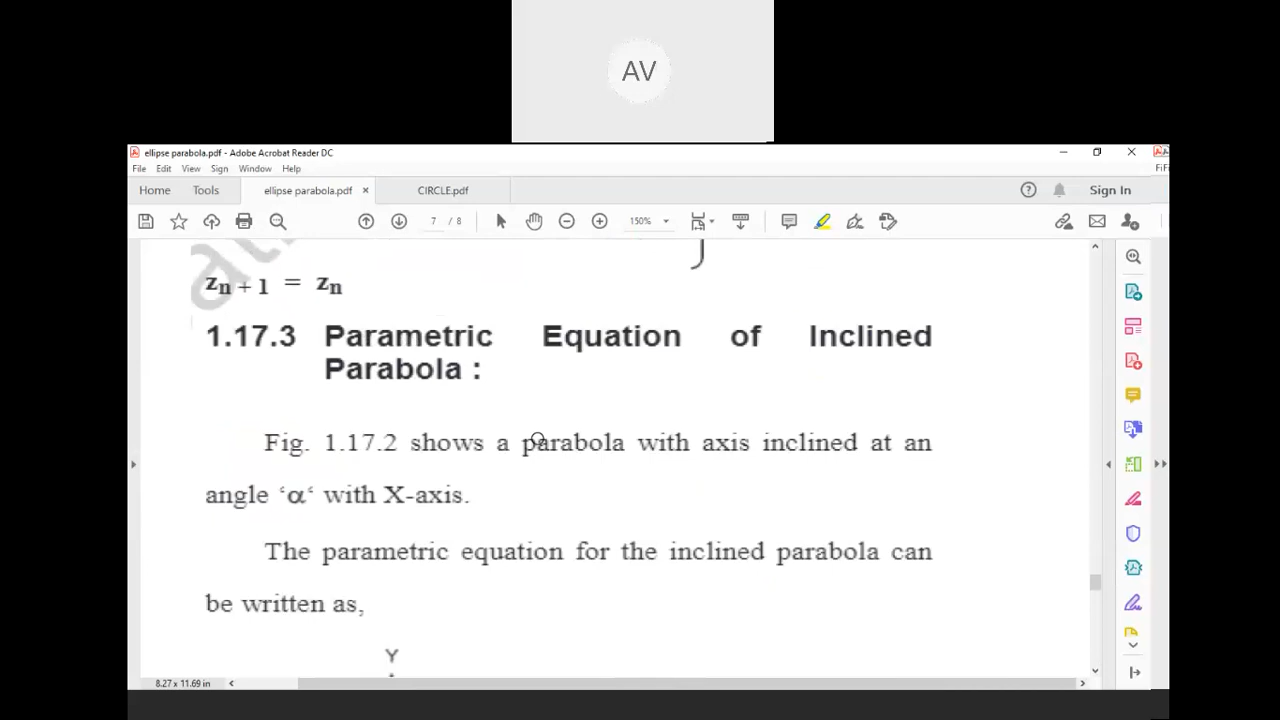 AV
ellipse parabola.pdf - Adobe Acrobat Reader DC
File Edit View Sign Window Help
FiFi
Home Tools ellipse parabola.pdf × CIRCLE.pdf Sign In
7 / 8 150%
zn + 1 = zn
1.17.3 Parametric Equation of Inclined
Parabola :
Fig. 1.17.2 shows a parabola with axis inclined at an
angle ‘α‘ with X-axis.
The parametric equation for the inclined parabola can
be written as,
Y
8.27 x 11.69 in